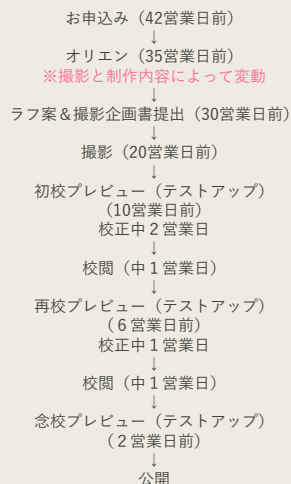 お申込み（42営業日前）
↓
オリエン（35営業日前）
※撮影と制作内容によって変動
↓
ラフ案＆撮影企画書提出（30営業日前）
↓
撮影（20営業日前）
↓
初校プレビュー（テストアップ）
（10営業日前）
校正中２営業日
↓
校閲（中１営業日）
↓
再校プレビュー（テストアップ）
（６営業日前）
校正中１営業日
↓
校閲（中１営業日）
↓
念校プレビュー（テストアップ）
（２営業日前）
↓
公開